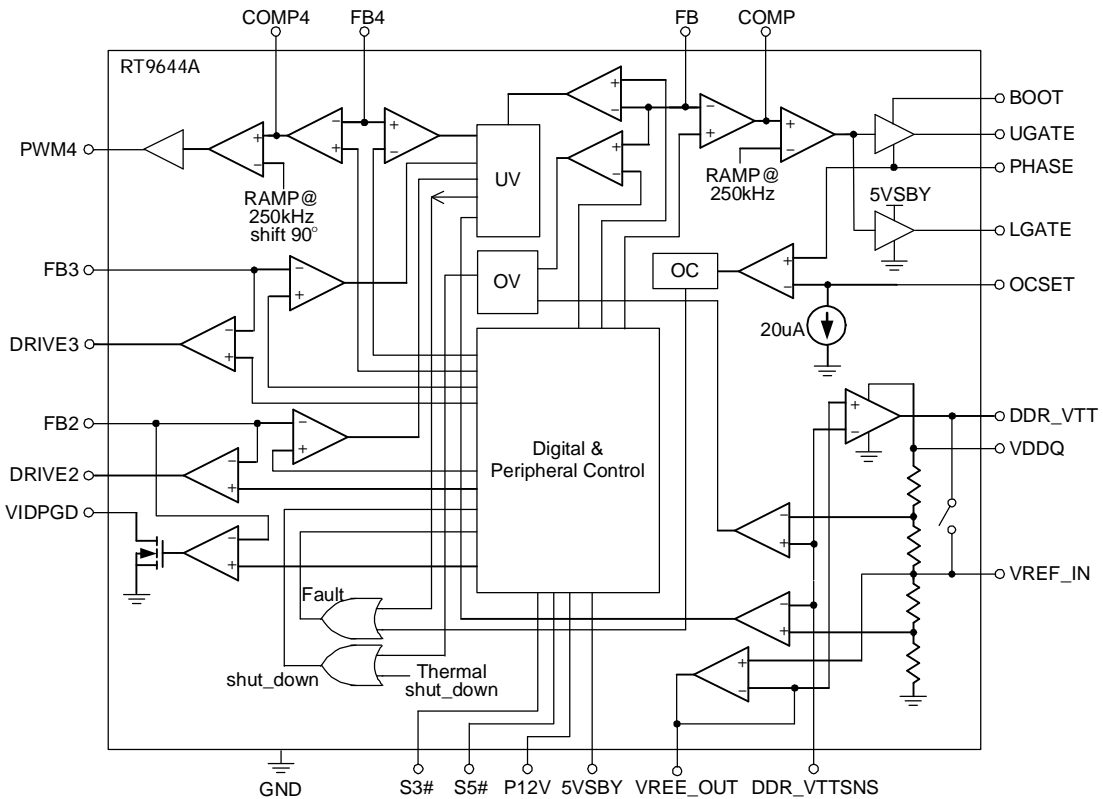 COMP4 FB4 FB COMP
RT9644A
BOOT
UGATE
PHASE
LGATE
OCSET
DDR_VTT
VDDQ
VREF_IN
PWM4
FB3
DRIVE3
FB2
DRIVE2
VIDPGD
RAMP@
250kHz
shift 90°
UV
OV
RAMP@
250kHz
5VSBY
OC
20uA
Digital &
Peripheral Control
Fault
shut_down
Thermal
shut_down
GND
S3# S5# P12V 5VSBY VREE_OUT DDR_VTTSNS